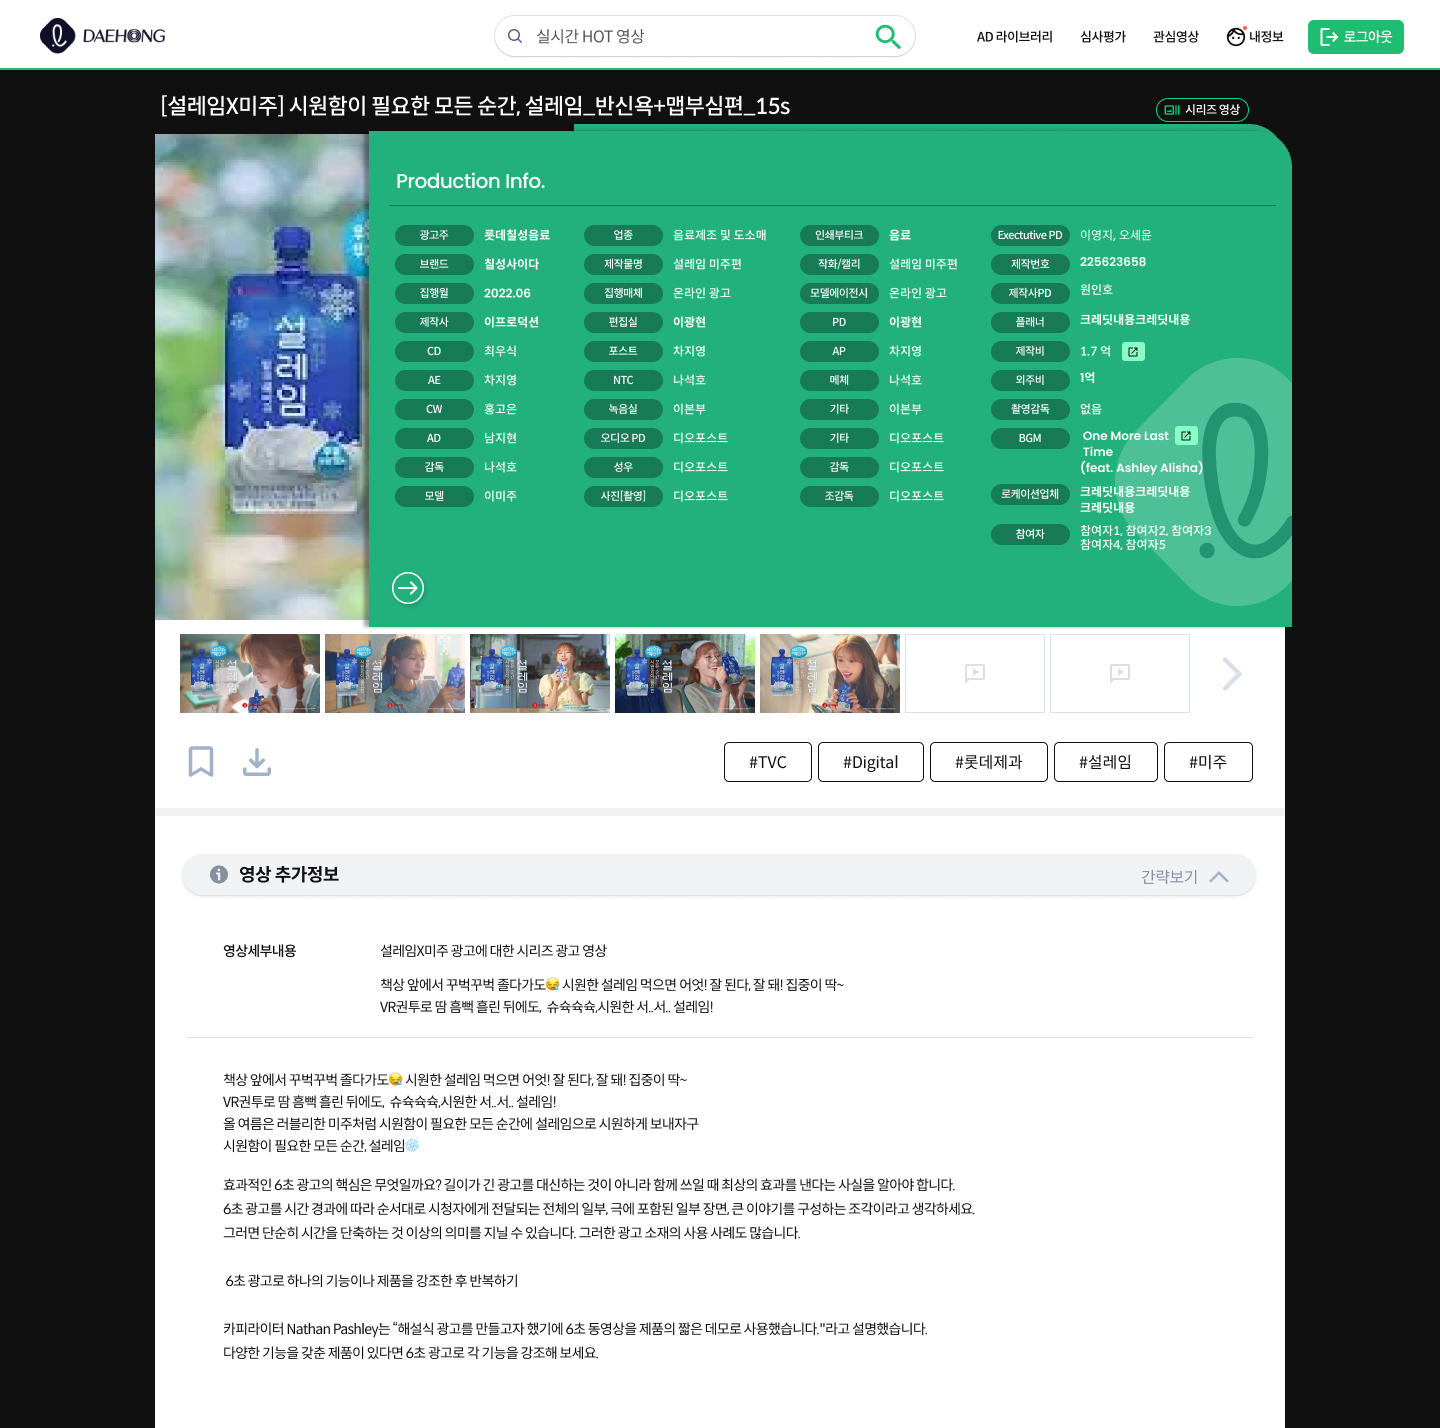 DAEHONG
실시간 HOT 영상
AD 라이브러리
심사평가
관심영상
내정보
로그아웃
[설레임X미주] 시원함이 필요한 모든 순간, 설레임_반신욕+맵부심편_15s
시리즈 영상
설레임
Production Info.
광고주 롯데칠성음료 업종 음료제조 및 도소매 인쇄부티크 음료 Exectutive PD 이영지, 오세윤
브랜드 칠성사이다 제작물명 설레임 미주편 작화/캘리 설레임 미주편 제작번호 225623658
집행월 2022.06 집행매체 온라인 광고 모델에이전시 온라인 광고 제작사PD 원인호
제작사 이프로덕션 편집실 이광현 PD 이광현 플래너 크레딧내용크레딧내용
CD 최우식 포스트 차지영 AP 차지영 제작비 1.7 억
AE 차지영 NTC 나석호 메체 나석호 외주비 1억
CW 홍고은 녹음실 이본부 기타 이본부 촬영감독 없음
AD 남지현 오디오 PD 디오포스트 기타 디오포스트 BGM One More Last
Time
(feat. Ashley Alisha)
감독 나석호 성우 디오포스트 감독 디오포스트 로케이션업체 크레딧내용크레딧내용
크레딧내용
모델 이미주 사진[촬영] 디오포스트 조감독 디오포스트
참여자 참여자1, 참여자2, 참여자3
참여자4, 참여자5
설레임
설레임
설레임
설레임
설레임
#TVC
#Digital
#롯데제과
#설레임
#미주
영상 추가정보
간략보기
영상세부내용
설레임X미주 광고에 대한 시리즈 광고 영상
책상 앞에서 꾸벅꾸벅 졸다가도😪 시원한 설레임 먹으면 어엇! 잘 된다, 잘 돼! 집중이 딱~
VR권투로 땀 흠뻑 흘린 뒤에도,  슈슉슉슉,시원한 서..서.. 설레임!
책상 앞에서 꾸벅꾸벅 졸다가도😪 시원한 설레임 먹으면 어엇! 잘 된다, 잘 돼! 집중이 딱~
VR권투로 땀 흠뻑 흘린 뒤에도,  슈슉슉슉,시원한 서..서.. 설레임!
올 여름은 러블리한 미주처럼 시원함이 필요한 모든 순간에 설레임으로 시원하게 보내자구
시원함이 필요한 모든 순간, 설레임❄️
효과적인 6초 광고의 핵심은 무엇일까요? 길이가 긴 광고를 대신하는 것이 아니라 함께 쓰일 때 최상의 효과를 낸다는 사실을 알아야 합니다.
6초 광고를 시간 경과에 따라 순서대로 시청자에게 전달되는 전체의 일부, 극에 포함된 일부 장면, 큰 이야기를 구성하는 조각이라고 생각하세요.
그러면 단순히 시간을 단축하는 것 이상의 의미를 지닐 수 있습니다. 그러한 광고 소재의 사용 사례도 많습니다.
6초 광고로 하나의 기능이나 제품을 강조한 후 반복하기
카피라이터 Nathan Pashley는 “해설식 광고를 만들고자 했기에 6초 동영상을 제품의 짧은 데모로 사용했습니다."라고 설명했습니다.
다양한 기능을 갖춘 제품이 있다면 6초 광고로 각 기능을 강조해 보세요.